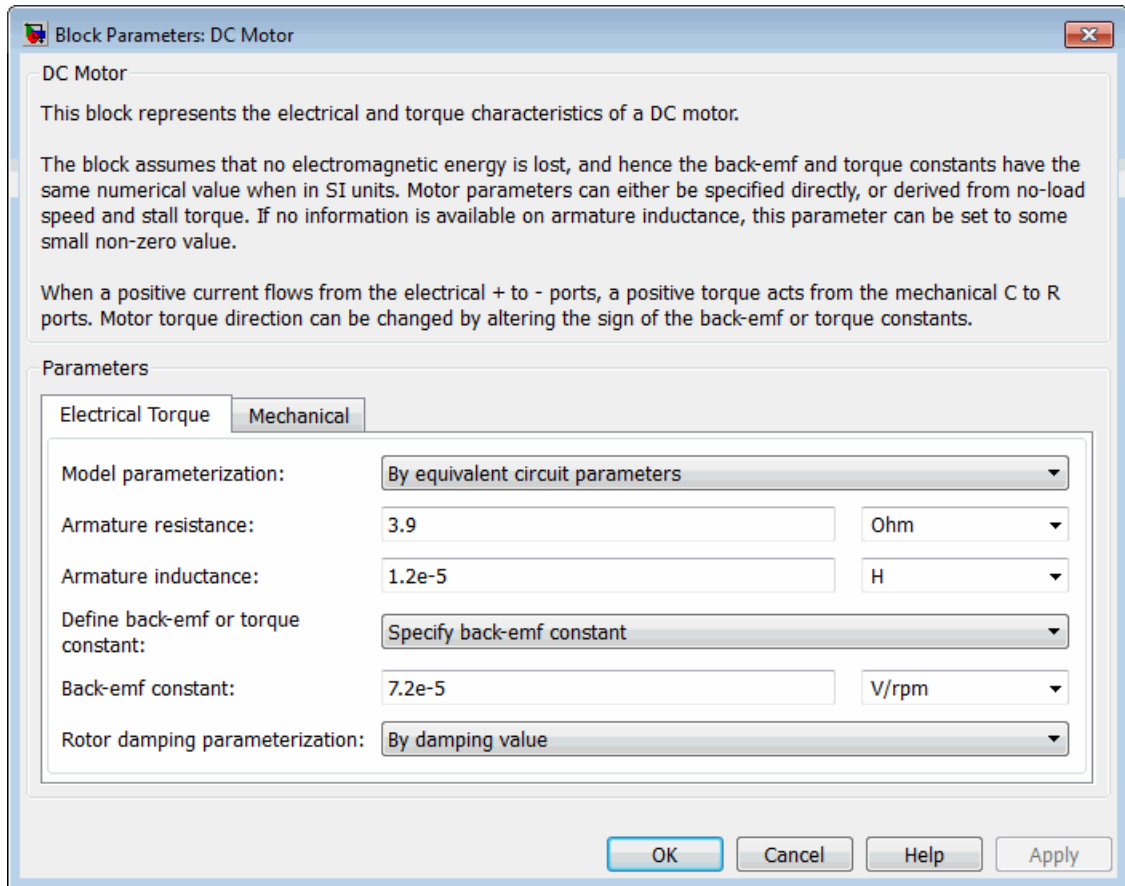 Block Parameters: DC Motor
DC Motor
This block represents the electrical and torque characteristics of a DC motor.
The block assumes that no electromagnetic energy is lost, and hence the back-emf and torque constants have the
same numerical value when in SI units. Motor parameters can either be specified directly, or derived from no-load
speed and stall torque. If no information is available on armature inductance, this parameter can be set to some
small non-zero value.
When a positive current flows from the electrical + to - ports, a positive torque acts from the mechanical C to R
ports. Motor torque direction can be changed by altering the sign of the back-emf or torque constants.
Parameters
Electrical Torque Mechanical
Model parameterization: By equivalent circuit parameters
Armature resistance: 3.9 Ohm
Armature inductance: 1.2e-5 H
Define back-emf or torque
constant: Specify back-emf constant
Back-emf constant: 7.2e-5 V/rpm
Rotor damping parameterization: By damping value
OK Cancel Help Apply